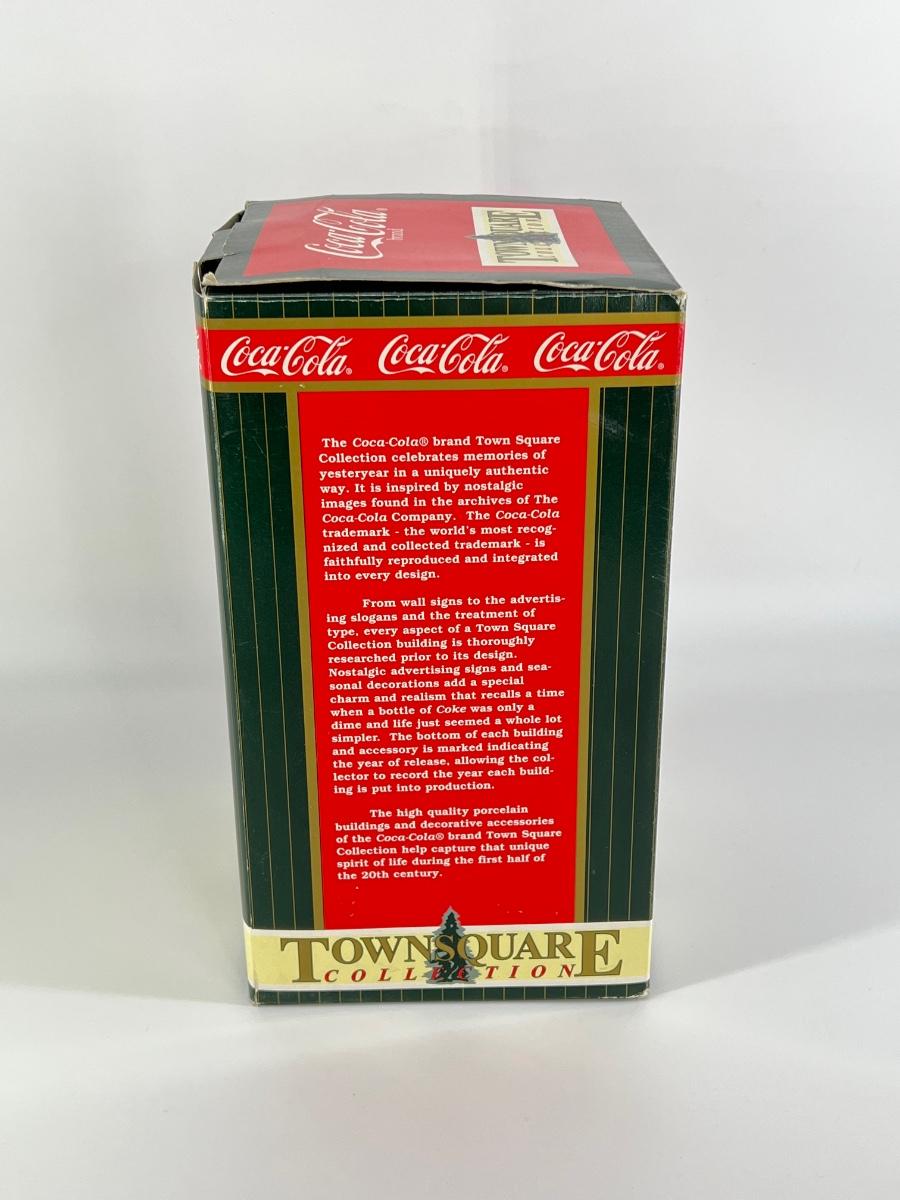 Coca-Cola®
brand
TOWNSQUARE
COLLECTION
Coca-Cola® Coca-Cola® Coca-Cola®
The Coca-Cola® brand Town Square
Collection celebrates memories of
yesteryear in a uniquely authentic
way. It is inspired by nostalgic
images found in the archives of The
Coca-Cola Company. The Coca-Cola
trademark - the world's most recog-
nized and collected trademark - is
faithfully reproduced and integrated
into every design.
From wall signs to the advertis-
ing slogans and the treatment of
type, every aspect of a Town Square
Collection building is thoroughly
researched prior to its design.
Nostalgic advertising signs and sea-
sonal decorations add a special
charm and realism that recalls a time
when a bottle of Coke was only a
dime and life just seemed a whole lot
simpler. The bottom of each building
and accessory is marked indicating
the year of release, allowing the col-
lector to record the year each build-
ing is put into production.
The high quality porcelain
buildings and decorative accessories
of the Coca-Cola® brand Town Square
Collection help capture that unique
spirit of life during the first half of
the 20th century.
TOWNSQUARE
COLLECTION